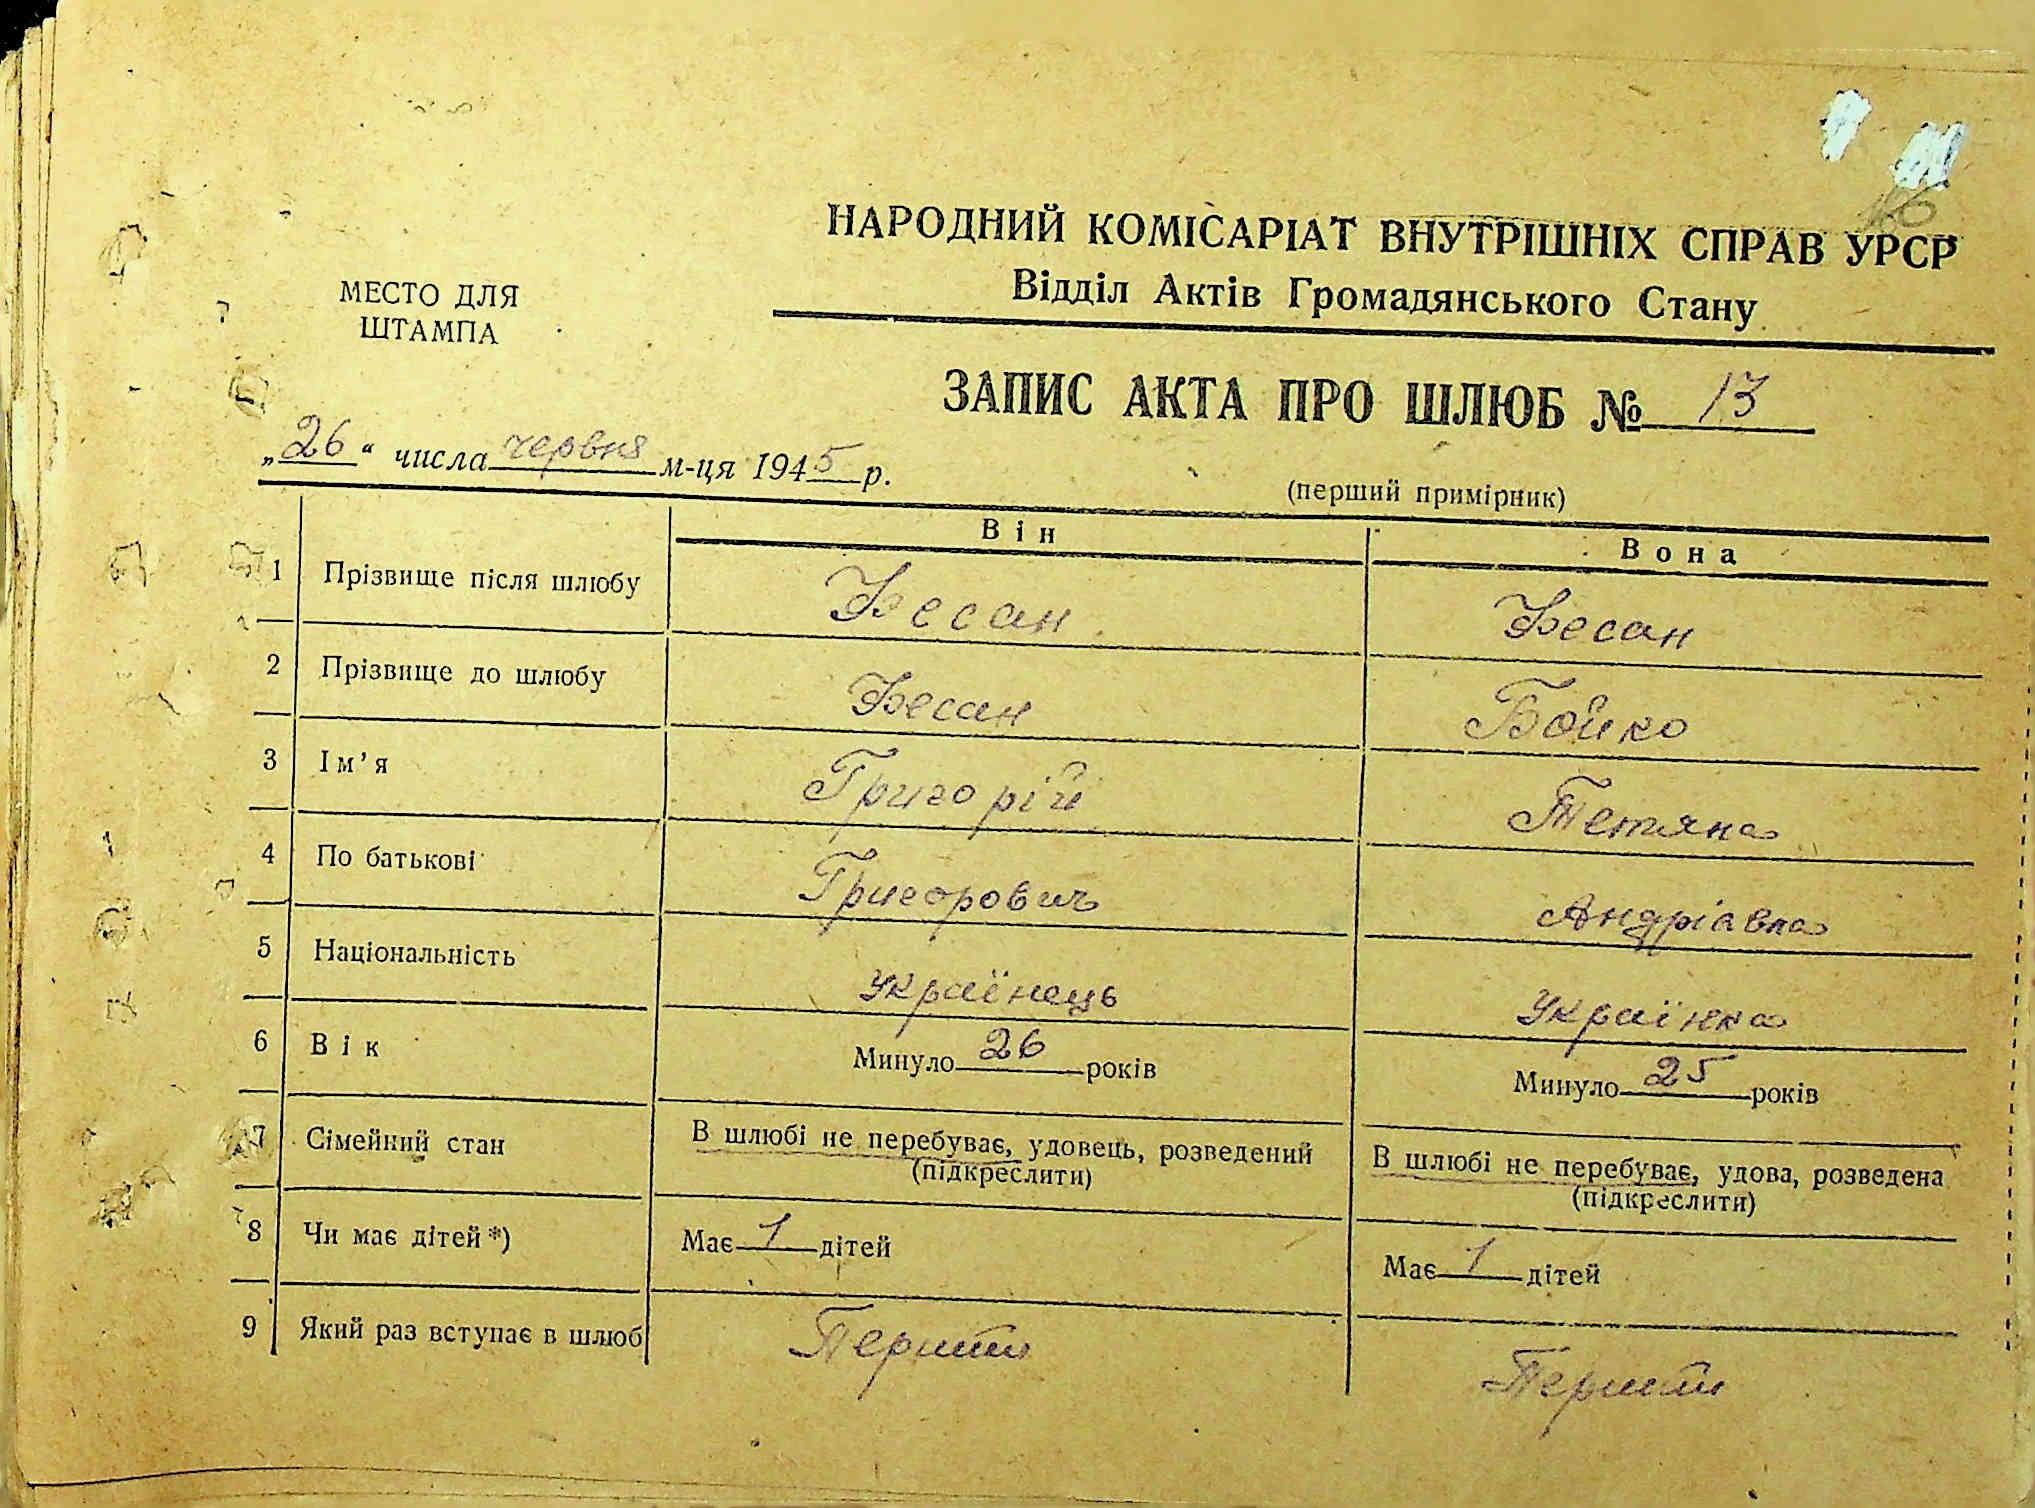 НАРОДНИЙ КОМІСАРІАТ ВНУТРІШНІХ СПРАВ УРСР
Відділ Актів Громадянського Стану
МЕСТО ДЛЯ
ШТАМПА
ЗАПИС АКТА ПРО ШЛЮБ № 13
„26“ числа червня м-ця 1945 р.
(перший примірник)
Він Вона
1 Прізвище після шлюбу Бесан Бесан
2 Прізвище до шлюбу Бесан Бойко
3 Ім’я Григорій Тетяна
4 По батькові Григорович Андріавна
5 Національність Українець Українка
6 Вік Минуло 26 років Минуло 25 років
7 Сімейний стан В шлюбі не перебуває, удовець, розведений В шлюбі не перебуває, удова, розведена
(підкреслити) (підкреслити)
8 Чи має дітей*) Має 1 дітей Має 1 дітей
9 Який раз вступає в шлюб